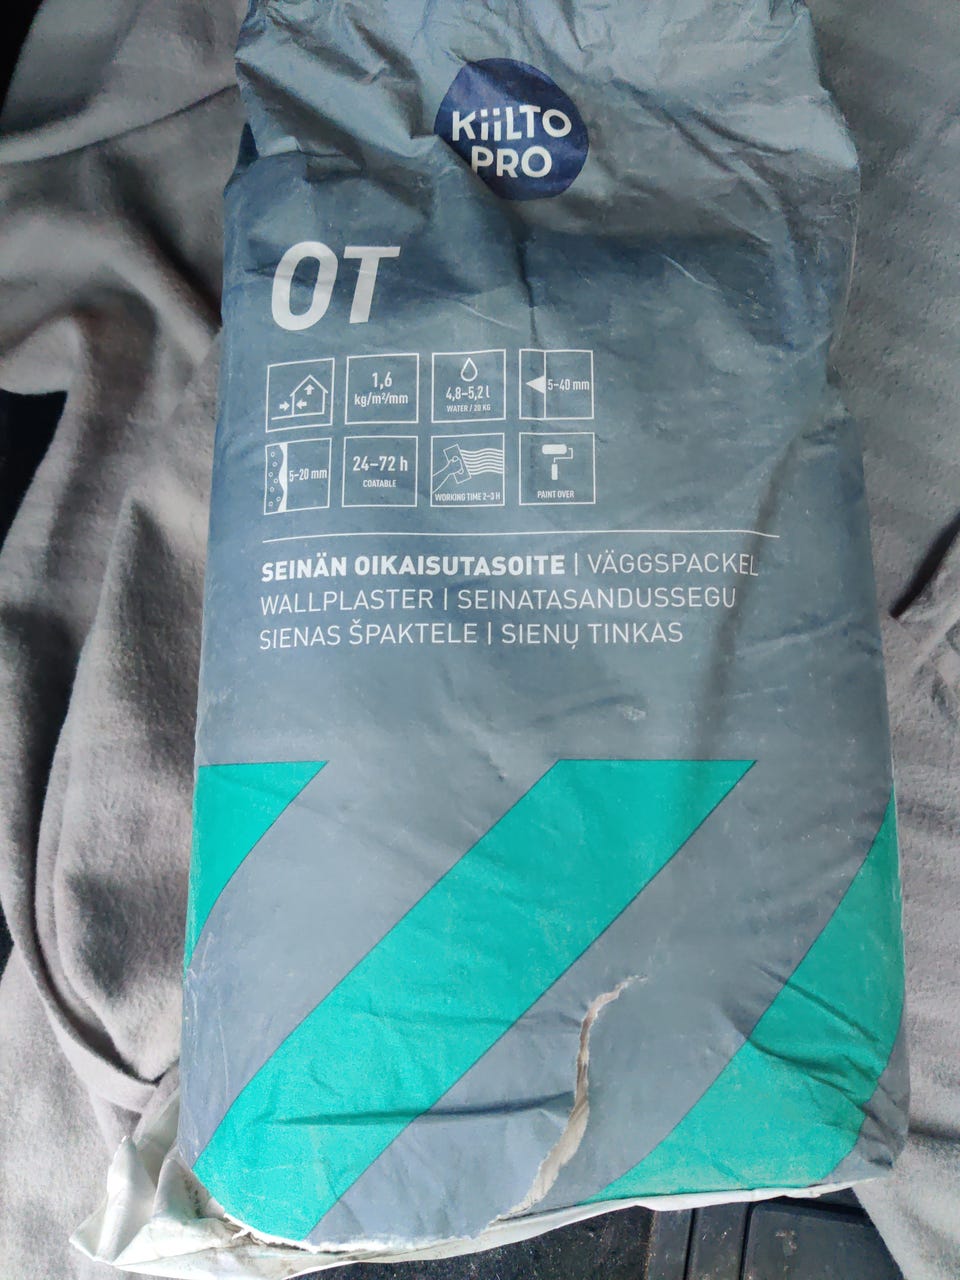 KiiLTO
PRO
OT
1,6
kg/m²/mm
4,8–5,2 l
WATER / 20 KG
5–40 mm
5–20 mm
24–72 h
COATABLE
WORKING TIME 2–3 H
PAINT OVER
SEINÄN OIKAISUTASOITE | VÄGGSPACKEL
WALLPLASTER | SEINATASANDUSSEGU
SIENAS ŠPAKTELE | SIENŲ TINKAS